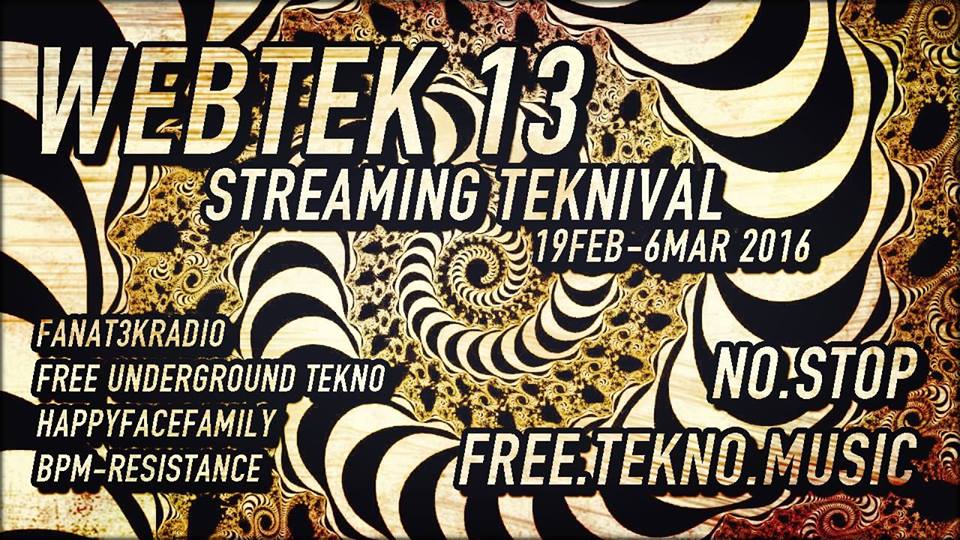 WEBTEK 13
STREAMING TEKNIVAL
19FEB-6MAR 2016
FANAT3KRADIO
FREE UNDERGROUND TEKNO
HAPPYFACEFAMILY
BPM-RESISTANCE
NO.STOP
FREE.TEKNO.MUSIC